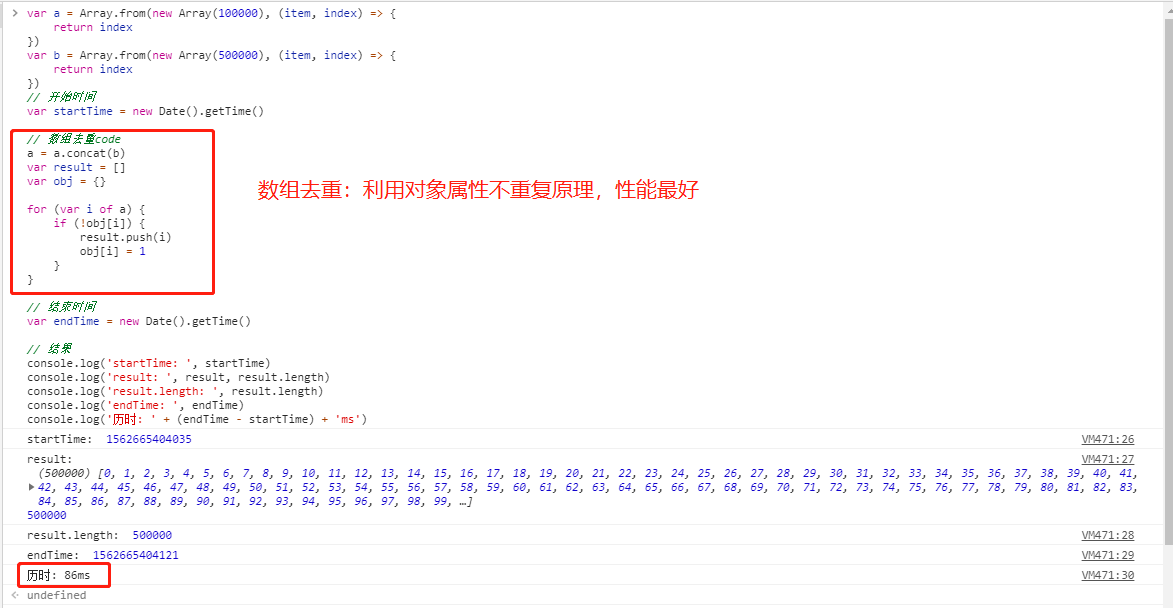 > var a = Array.from(new Array(100000), (item, index) => {
return index
})
var b = Array.from(new Array(500000), (item, index) => {
return index
})
// 开始时间
var startTime = new Date().getTime()
// 数组去重code
a = a.concat(b)
var result = []
var obj = {}
数组去重：利用对象属性不重复原理，性能最好
for (var i of a) {
if (!obj[i]) {
result.push(i)
obj[i] = 1
}
}
// 结束时间
var endTime = new Date().getTime()
// 结果
console.log('startTime: ', startTime)
console.log('result: ', result, result.length)
console.log('result.length: ', result.length)
console.log('endTime: ', endTime)
console.log('历时: ' + (endTime - startTime) + 'ms')
startTime: 1562665404035 VM471:26
result: VM471:27
(500000) [0, 1, 2, 3, 4, 5, 6, 7, 8, 9, 10, 11, 12, 13, 14, 15, 16, 17, 18, 19, 20, 21, 22, 23, 24, 25, 26, 27, 28, 29, 30, 31, 32, 33, 34, 35, 36, 37, 38, 39, 40, 41,
42, 43, 44, 45, 46, 47, 48, 49, 50, 51, 52, 53, 54, 55, 56, 57, 58, 59, 60, 61, 62, 63, 64, 65, 66, 67, 68, 69, 70, 71, 72, 73, 74, 75, 76, 77, 78, 79, 80, 81, 82, 83,
84, 85, 86, 87, 88, 89, 90, 91, 92, 93, 94, 95, 96, 97, 98, 99, …]
500000
result.length: 500000 VM471:28
endTime: 1562665404121 VM471:29
历时: 86ms VM471:30
undefined